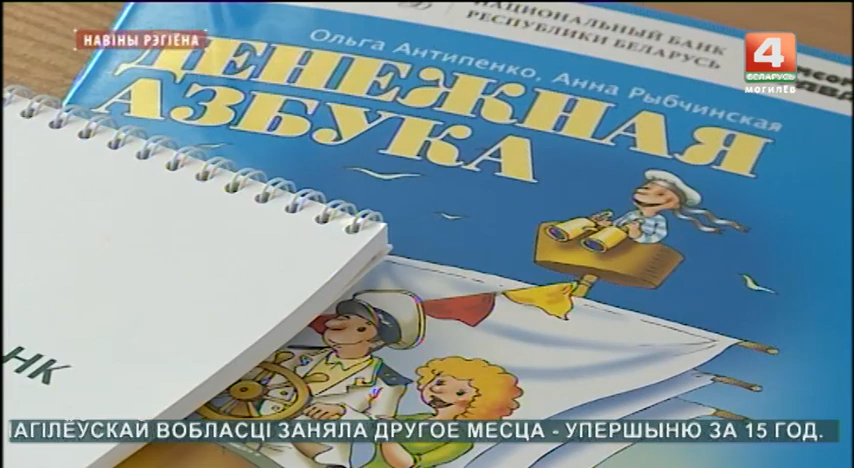 НАВІНЫ РЭГІЁНА
НАЦИОНАЛЬНЫЙ БАНК
РЕСПУБЛИКИ БЕЛАРУСЬ
4
БЕЛАРУСЬ
МОГИЛЁВ
Ольга Антипенко, Анна Рыбчинская
ДЕНЕЖНАЯ
АЗБУКА
НК
АГІЛЁУСКАЙ ВОБЛАСЦІ ЗАНЯЛА ДРУГОЕ МЕСЦА - УПЕРШЫНЮ ЗА 15 ГОД.